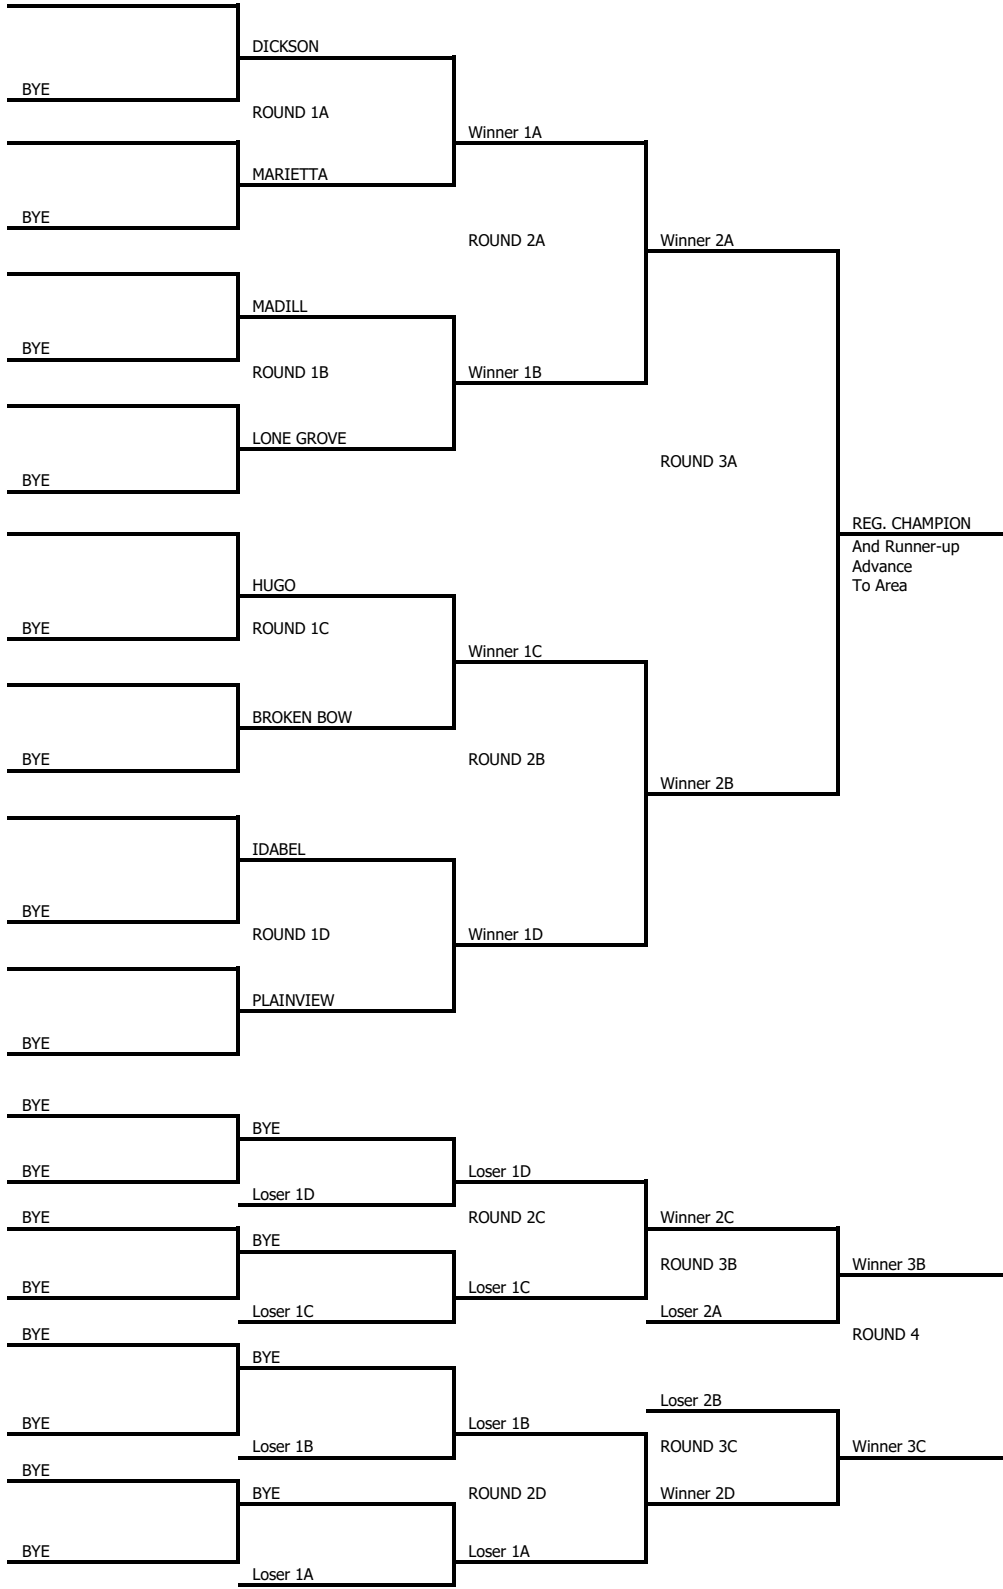 DICKSON
BYE
ROUND 1A
Winner 1A
MARIETTA
BYE
ROUND 2A
Winner 2A
MADILL
BYE
ROUND 1B
Winner 1B
LONE GROVE
ROUND 3A
BYE
REG. CHAMPION
And Runner-up
Advance
To Area
HUGO
BYE
ROUND 1C
Winner 1C
BROKEN BOW
BYE
ROUND 2B
Winner 2B
IDABEL
BYE
ROUND 1D
Winner 1D
PLAINVIEW
BYE
BYE
BYE
BYE
Loser 1D
Loser 1D
BYE
ROUND 2C
Winner 2C
BYE
ROUND 3B
Winner 3B
BYE
Loser 1C
Loser 1C
Loser 2A
BYE
ROUND 4
BYE
Loser 2B
BYE
Loser 1B
Loser 1B
ROUND 3C
Winner 3C
BYE
BYE
ROUND 2D
Winner 2D
BYE
Loser 1A
Loser 1A